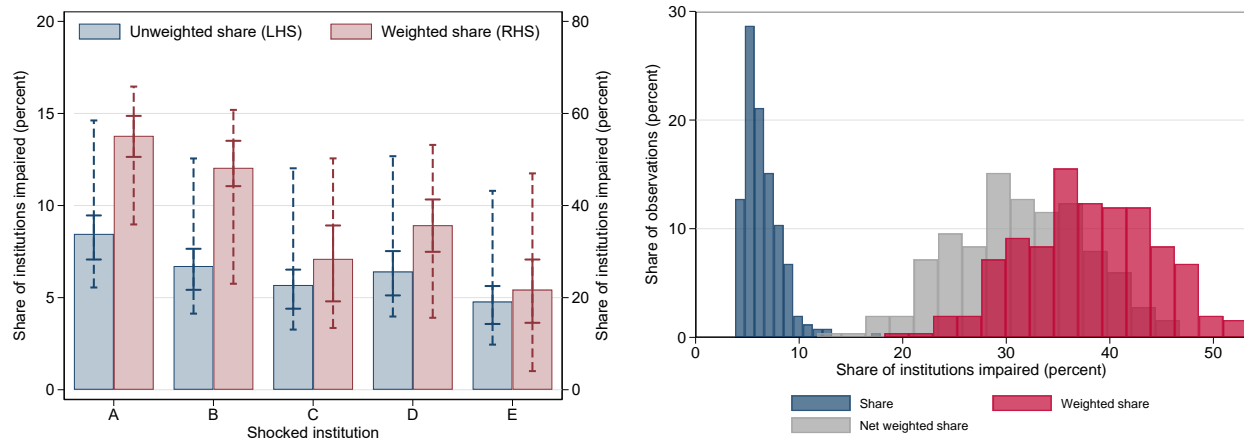 20
15
10
5
0
Share of institutions impaired (percent)
Unweighted share (LHS)
Weighted share (RHS)
80
60
40
20
0
Share of institutions impaired (percent)
A
B
C
D
E
Shocked institution
30
20
10
0
Share of observations (percent)
0
10
20
30
40
50
Share of institutions impaired (percent)
Share
Weighted share
Net weighted share